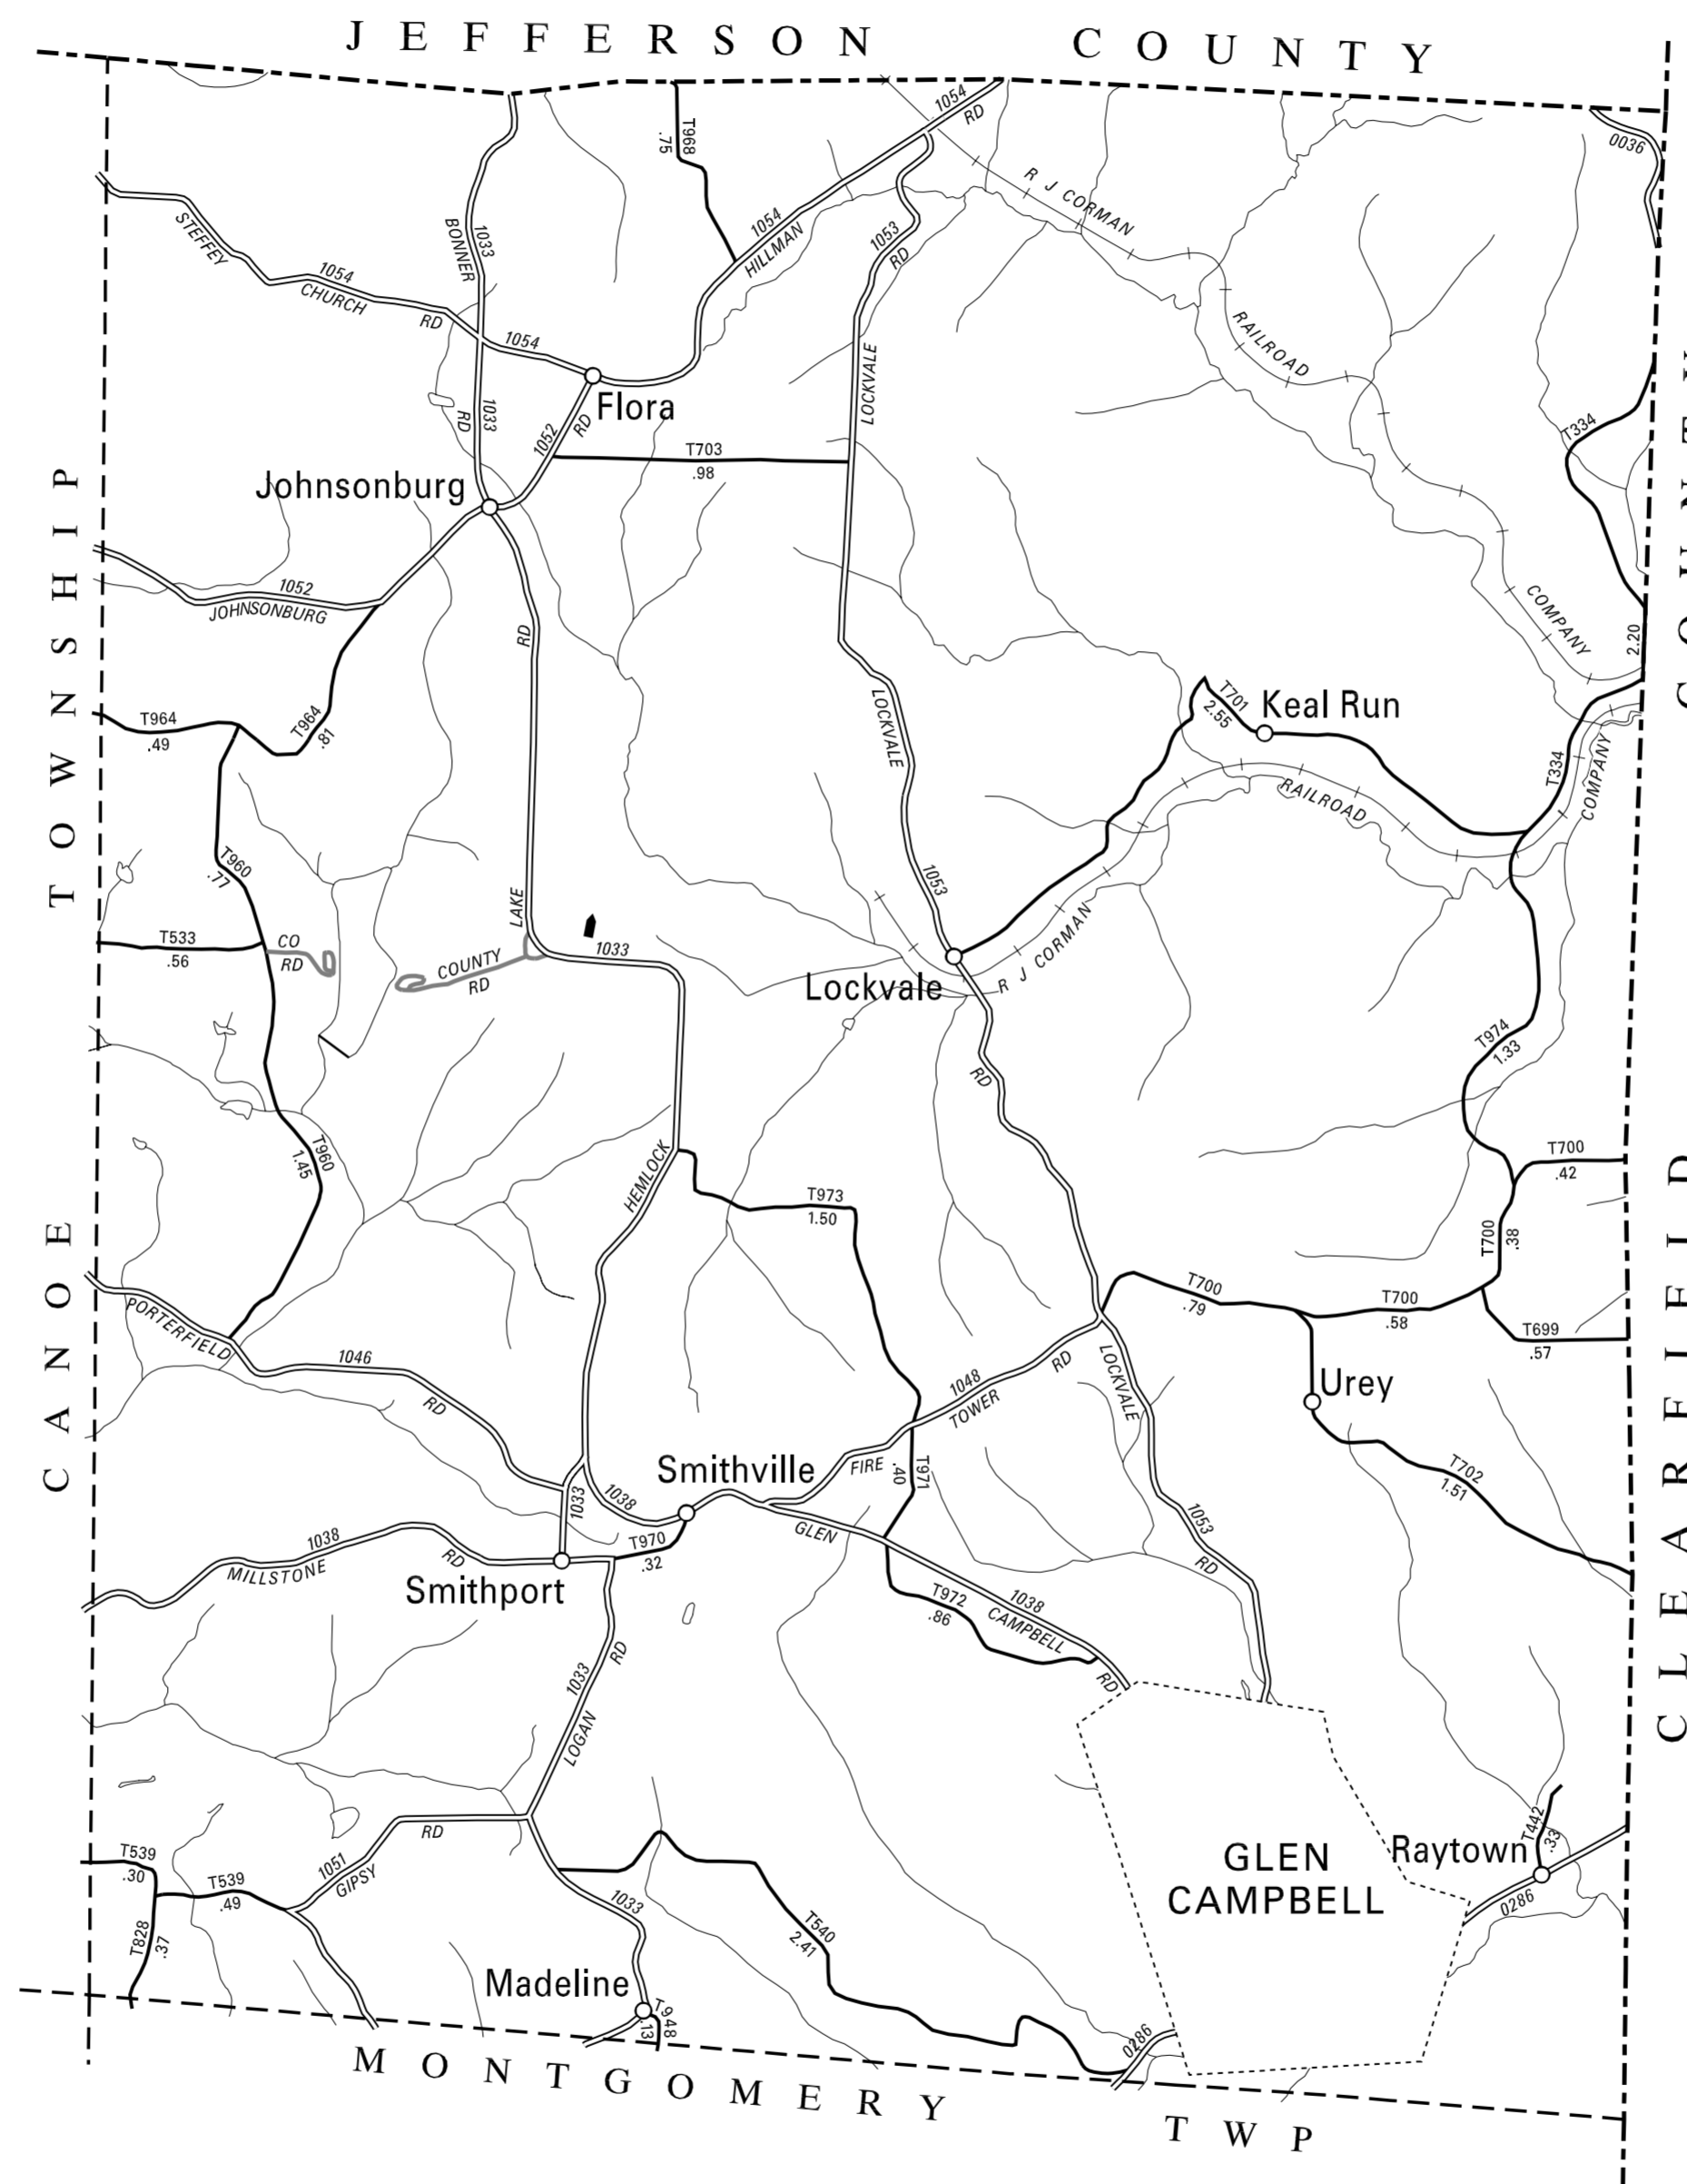 JEFFERSON COUNTY
1054
RD
T968
.75
0036
R J CORMAN
STEFFEY
BONNER
1033
1054
HILLMAN
1053
RD
1054
CHURCH
RD
1054
RAILROAD
LOCKVALE
Flora
1033
RD
1052
RD
T703
.98
T334
Johnsonburg
TOWNSHIP
1052
JOHNSONBURG
RD
COMPANY
2.20
T964
.49
T964
.81
LOCKVALE
T701
2.55
Keal Run
T334
COMPANY
RAILROAD
T960
.77
1053
LAKE
T533
.56
CO
RD
COUNTY
RD
1033
Lockvale
R J CORMAN
RD
T974
1.33
T960
1.45
HEMLOCK
T973
1.50
T700
.42
T700
.38
CANOE
PORTERFIELD
T700
.79
T700
.58
T699
.57
CLEARFIELD
1046
RD
1048
TOWER
RD
LOCKVALE
Urey
Smithville
FIRE
.40
T971
T702
1.51
1033
1038
1053
RD
1038
MILLSTONE
RD
T970
.32
GLEN
Smithport
T972
.86
1038
CAMPBELL
RD
RD
1033
LOGAN
RD
T442
.33
Raytown
GLEN
CAMPBELL
T539
.30
T539
.49
1051
GIPSY
0286
T828
.37
1033
T540
2.41
Madeline
T948
.13
0286
MONTGOMERY TWP